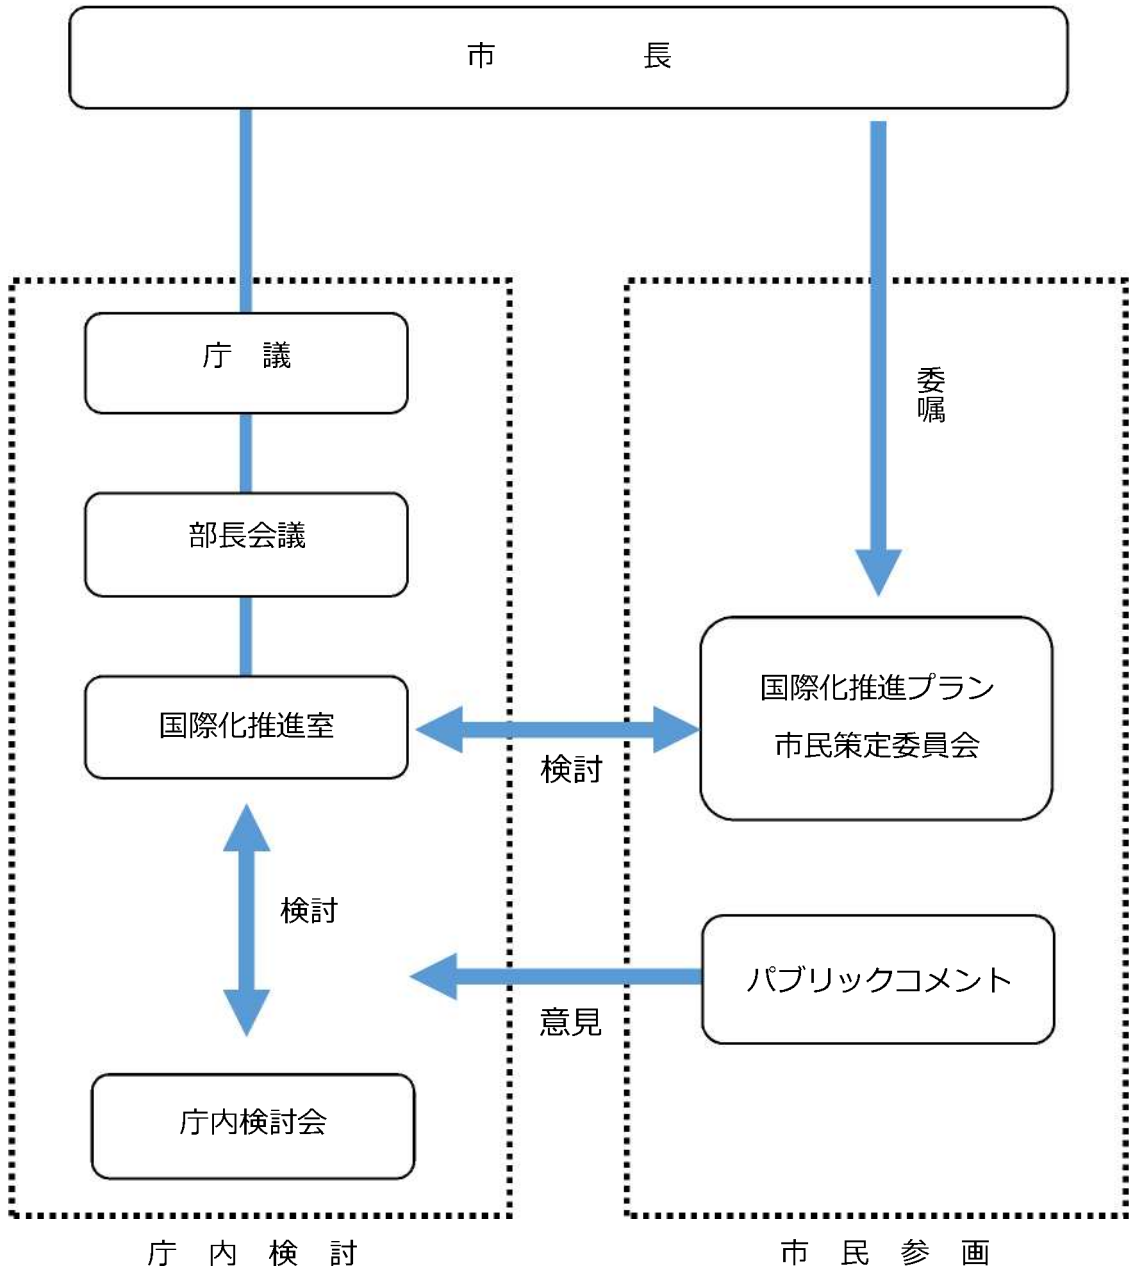 市　長
庁　議
部長会議
国際化推進室
検討
庁内検討会
庁　内　検　討
検討
意見
委嘱
国際化推進プラン
市民策定委員会
パブリックコメント
市　民　参　画